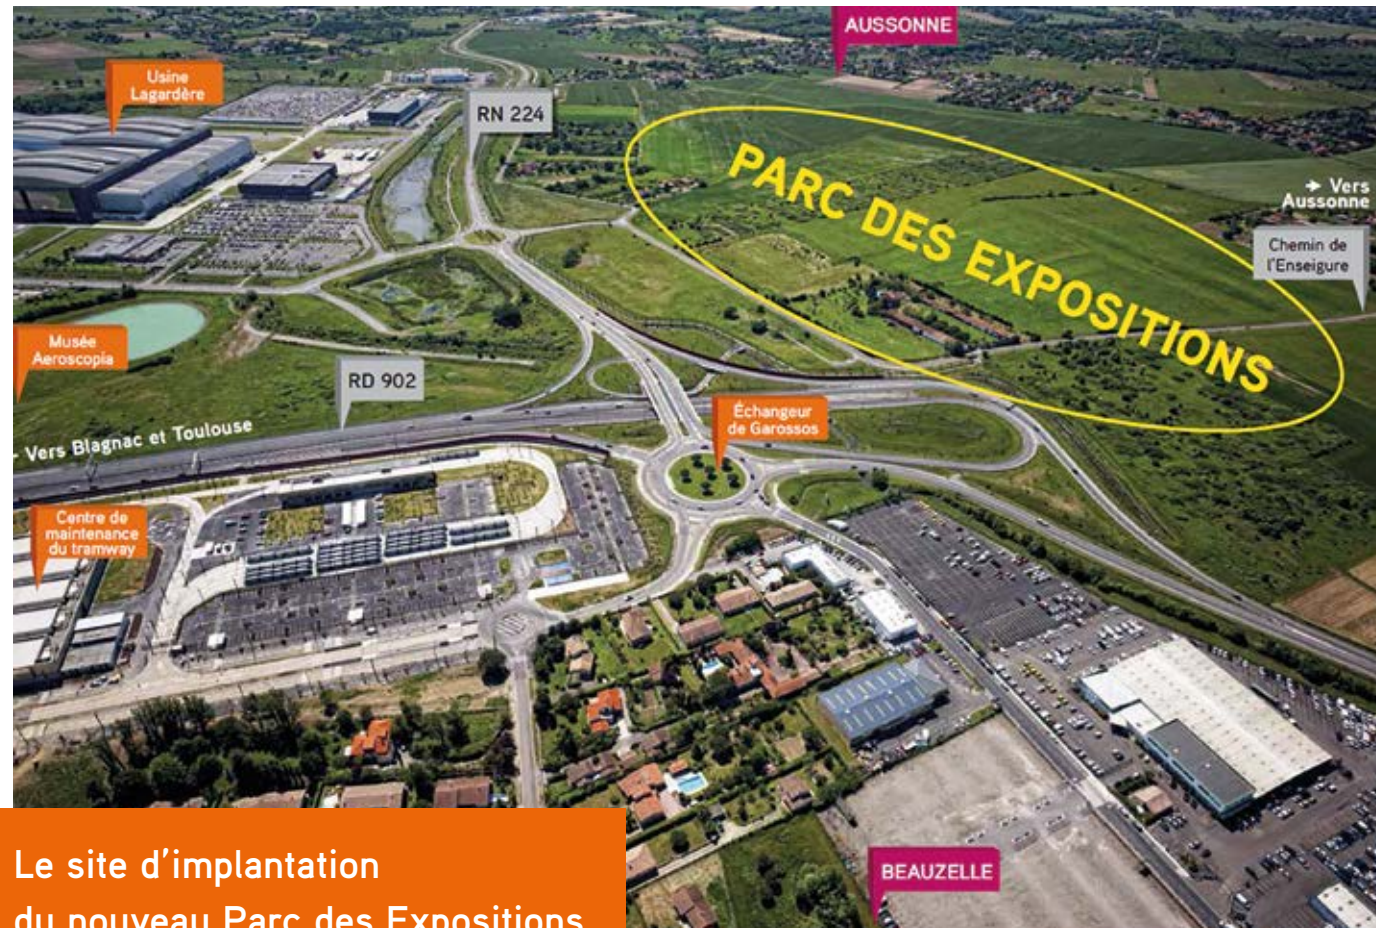 AUSSONNE
Usine
Lagardère
RN 224
PARC DES EXPOSITIONS
→ Vers
Aussonne
Chemin de
l'Enseigure
Musée
Aeroscopia
RD 902
Échangeur
de Garossos
- Vers Blagnac et Toulouse
Centre de
maintenance
du tramway
BEAUZELLE
Le site d'implantation
du nouveau Parc des Expositions